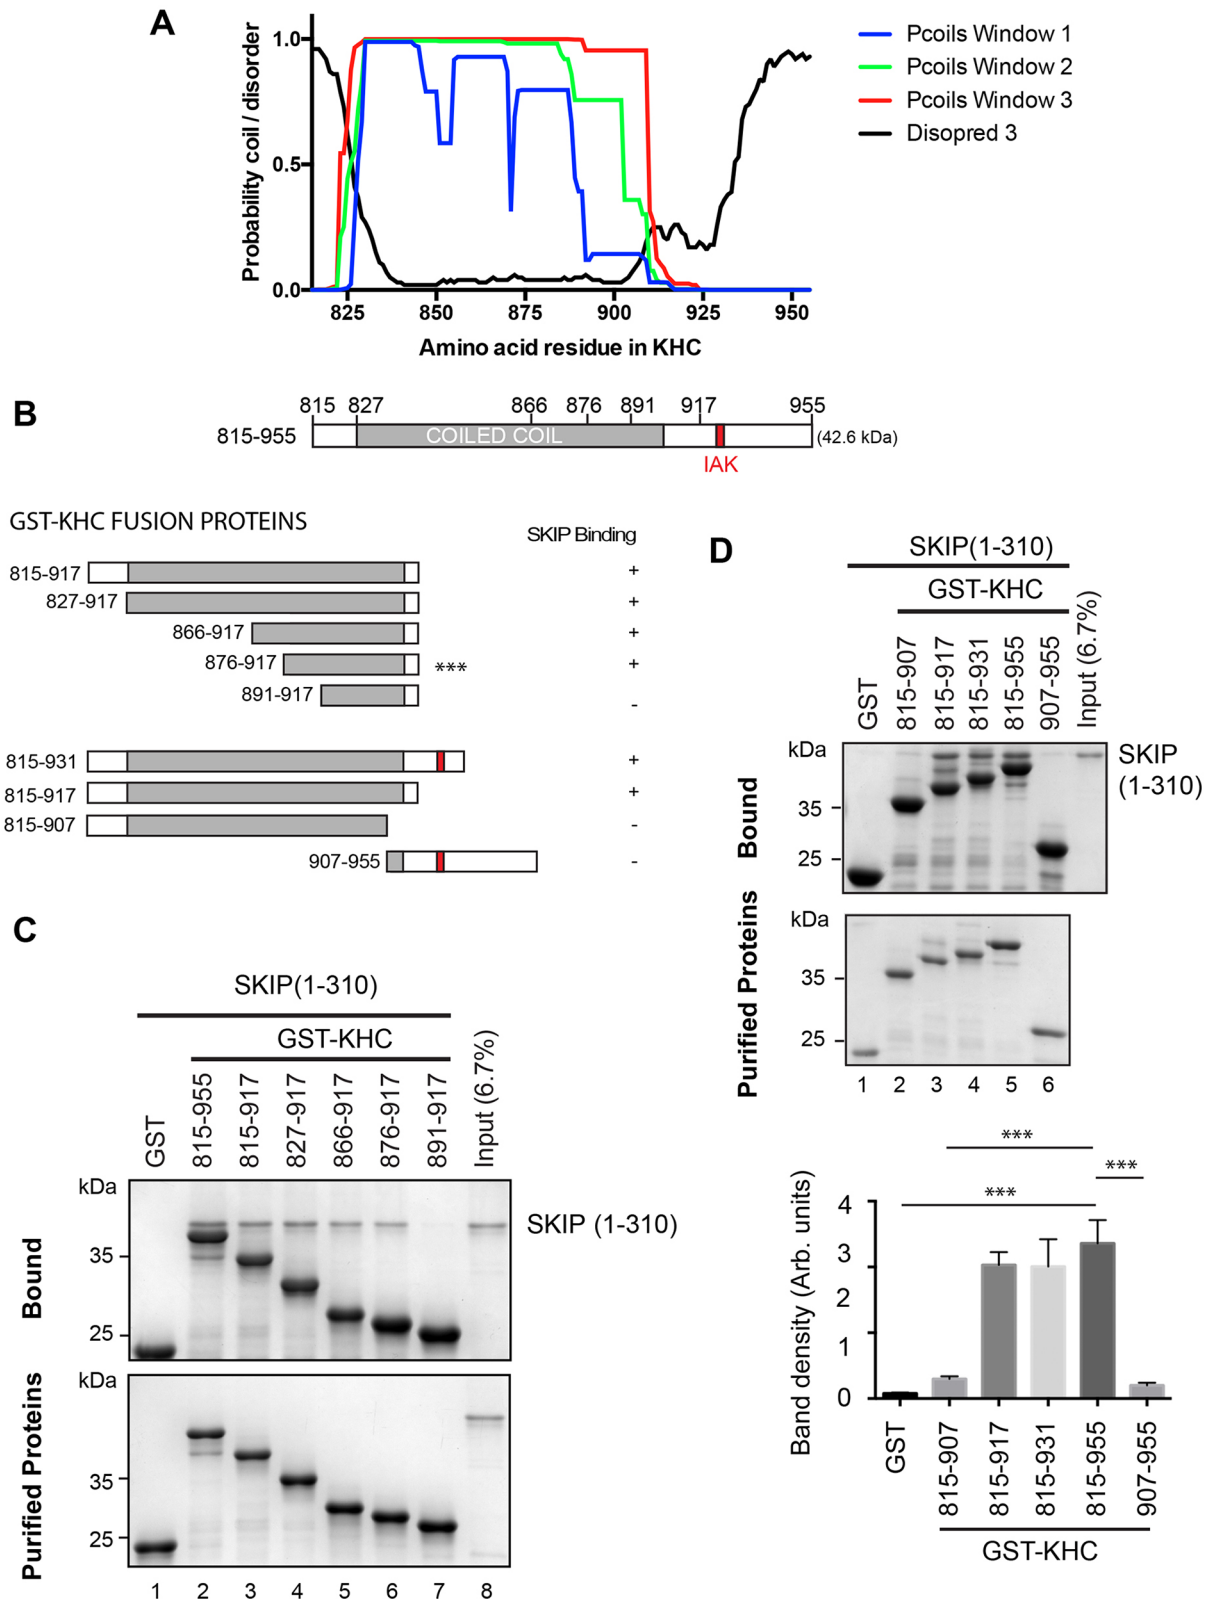 A
Probability coil / disorder
1.0
0.5
0.0
825 850 875 900 925 950
Amino acid residue in KHC
Pcoils Window 1
Pcoils Window 2
Pcoils Window 3
Disopred 3
B
815 827 866 876 891 917 955
815-955 COILED COIL (42.6 kDa)
IAK
GST-KHC FUSION PROTEINS SKIP Binding
815-917 +
827-917 +
866-917 +
876-917 *** +
891-917 -
815-931 +
815-917 +
815-907 -
907-955 -
C
SKIP(1-310)
GST-KHC
GST 815-955 815-917 827-917 866-917 876-917 891-917 Input (6.7%)
Bound
kDa
35
25
SKIP (1-310)
Purified Proteins
kDa
35
25
1 2 3 4 5 6 7 8
D
SKIP(1-310)
GST-KHC
GST 815-907 815-917 815-931 815-955 907-955 Input (6.7%)
Bound
kDa
35
25
SKIP
(1-310)
Purified Proteins
kDa
35
25
1 2 3 4 5 6
***
***
***
Band density (Arb. units)
4
3
2
1
0
GST 815-907 815-917 815-931 815-955 907-955
GST-KHC